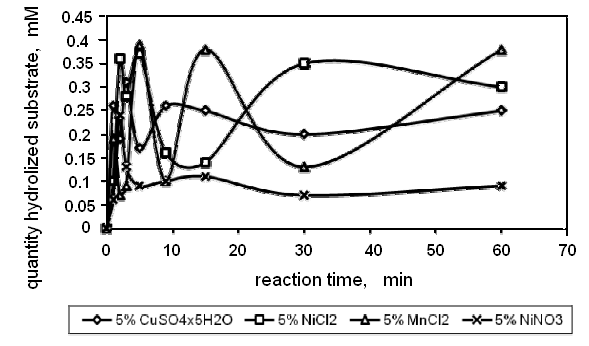 quantity hydrolized substrate, mM
0.45
0.4
0.35
0.3
0.25
0.2
0.15
0.1
0.05
0
0 10 20 30 40 50 60 70
reaction time, min
5% CuSO4x5H2O 5% NiCl2 5% MnCl2 5% NiNO3